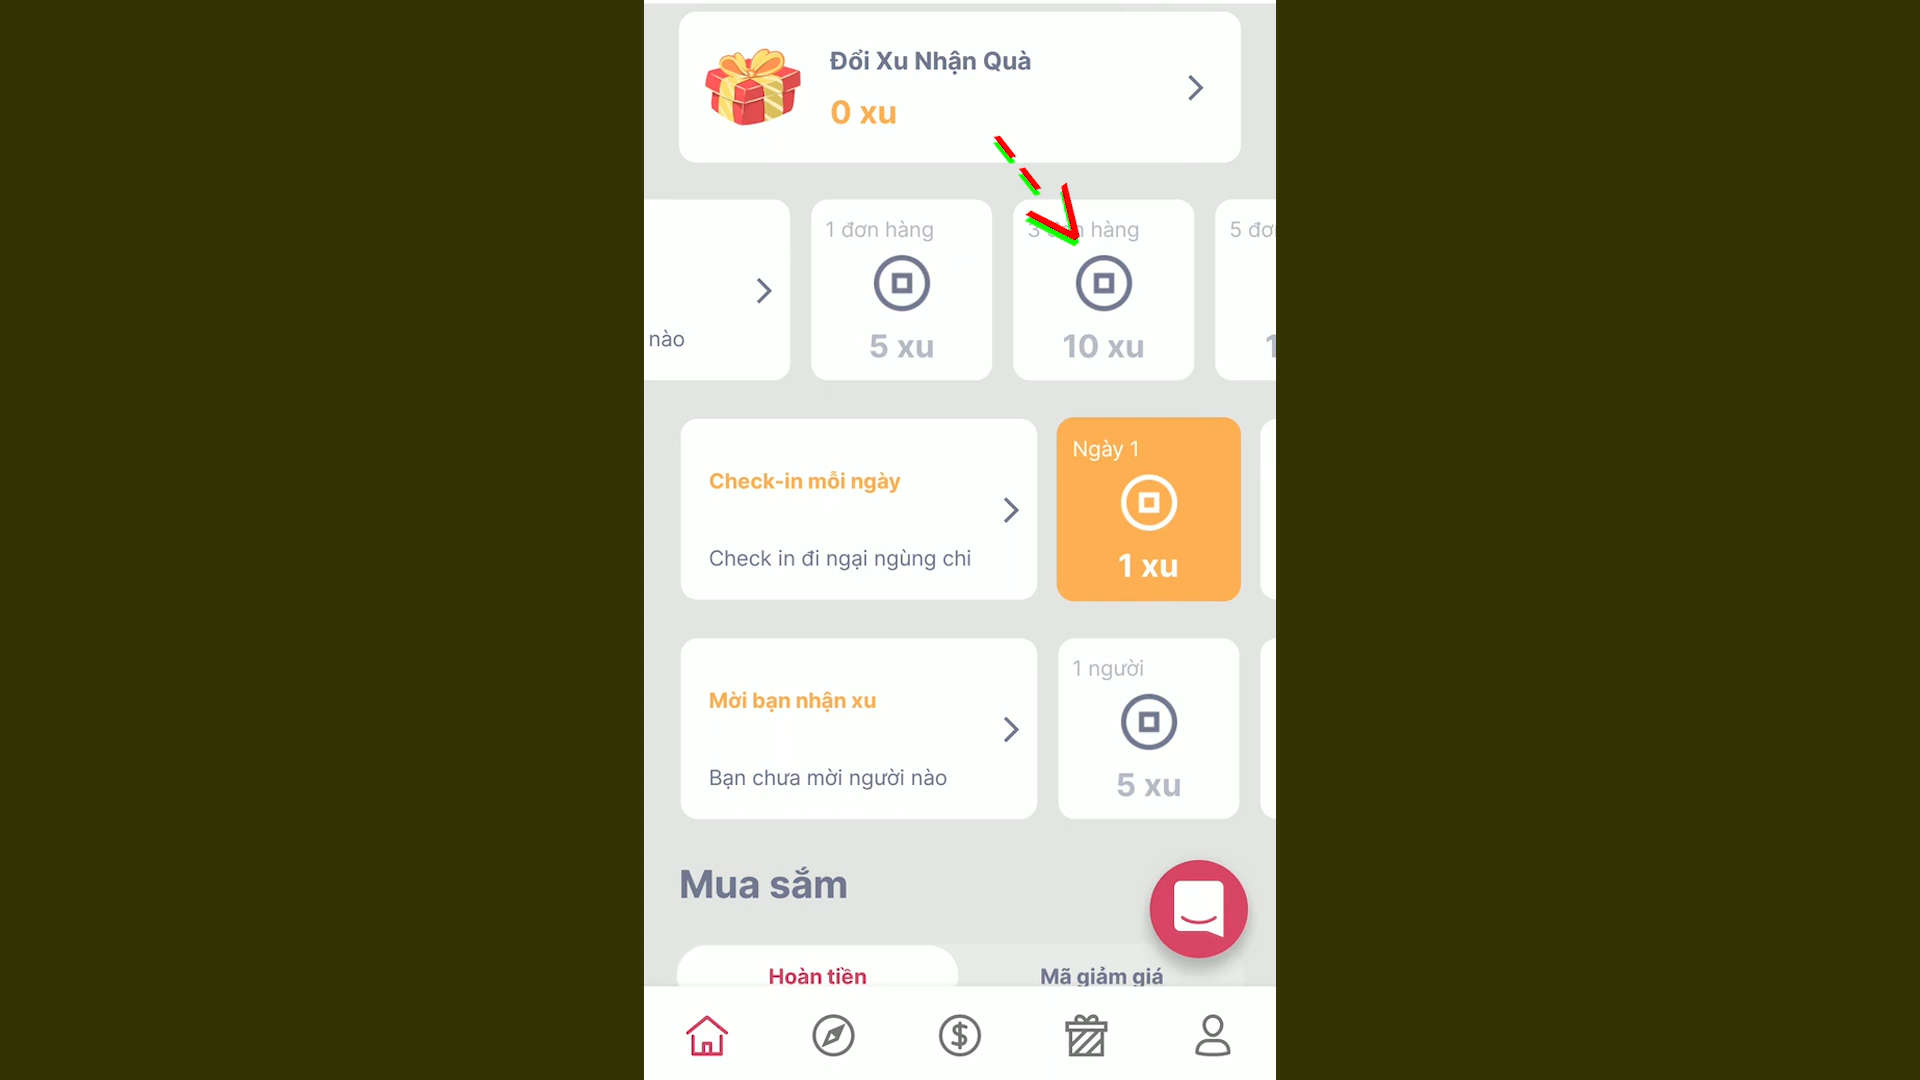 Đổi Xu Nhận Quà
0 xu
nào
1 đơn hàng
5 xu
3 hàng
10 xu
5
Check-in mỗi ngày
Check in đi ngại ngùng chi
Ngày 1
1 xu
Mời bạn nhận xu
Bạn chưa mời người nào
1 người
5 xu
Mua sắm
Hoàn tiền
Mã giảm giá